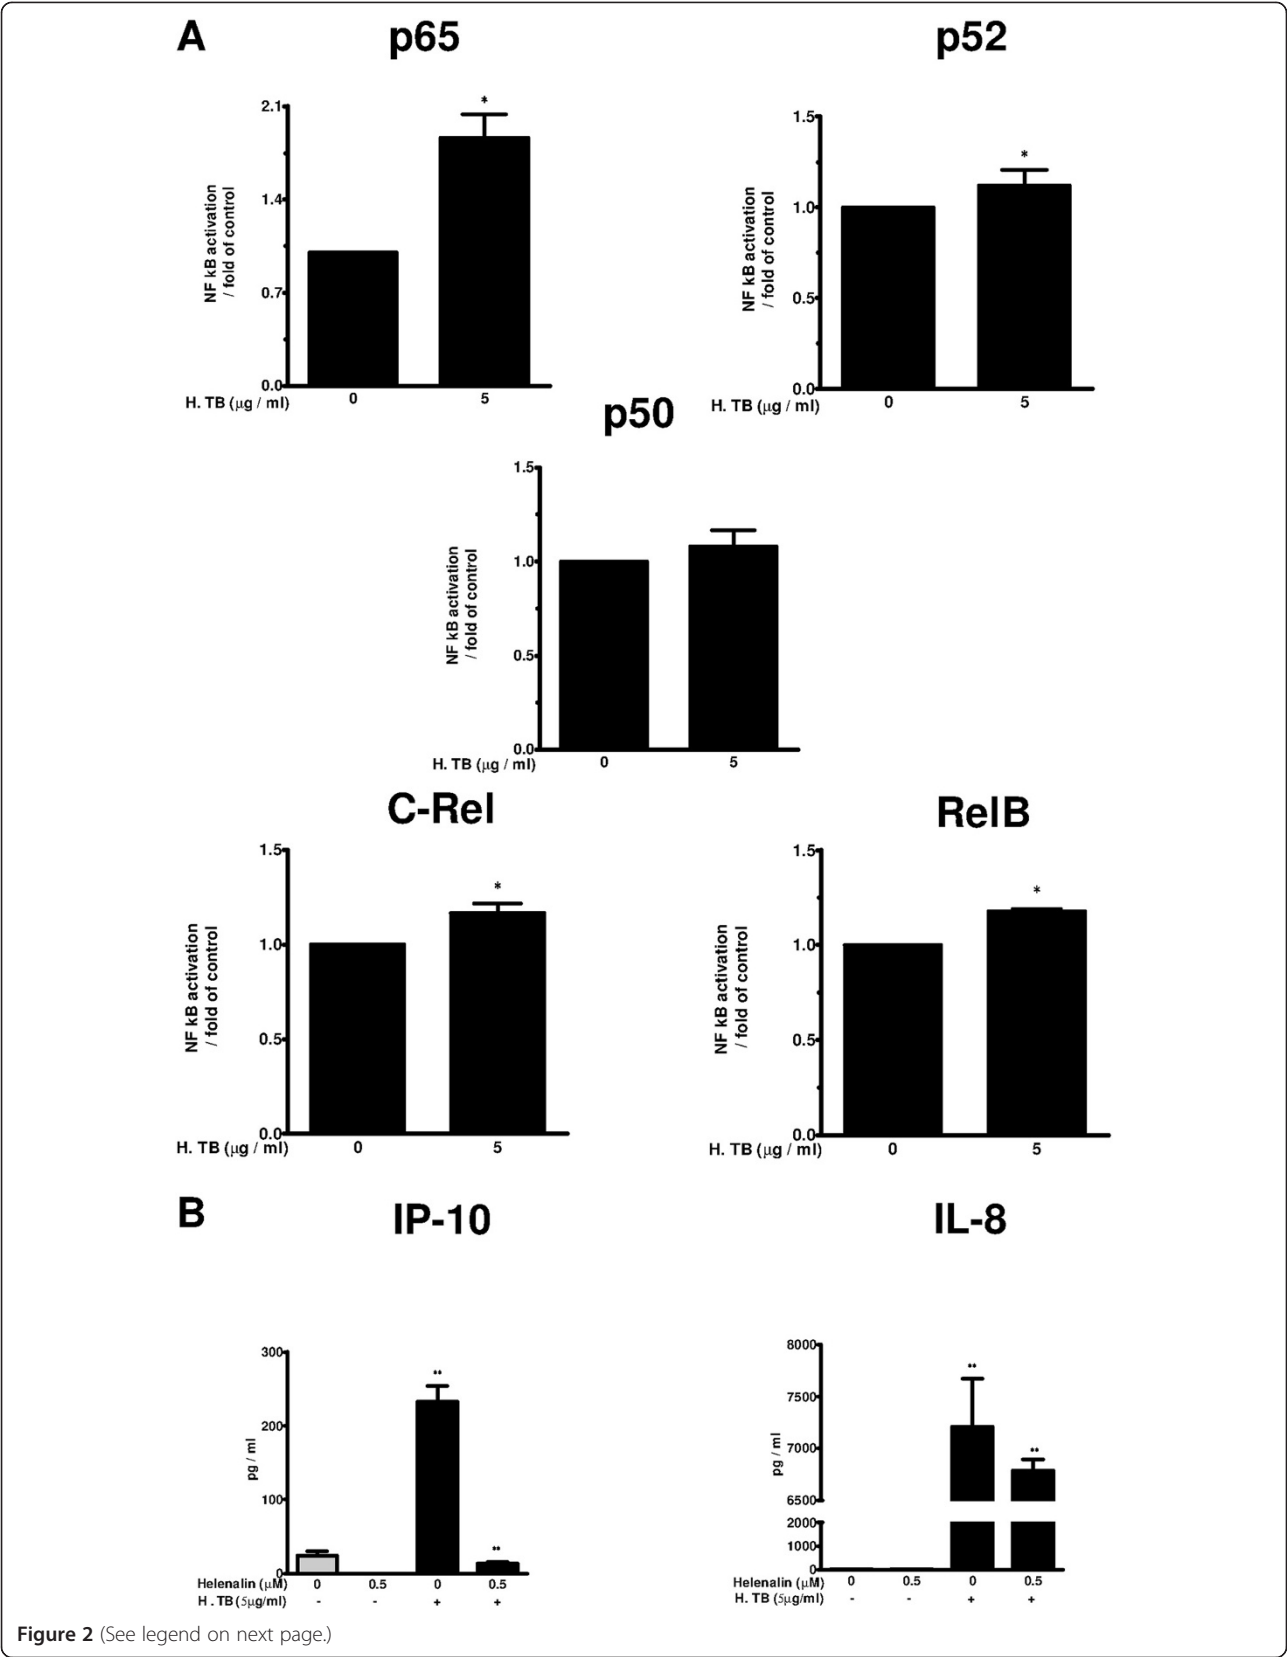 A
p65
p52
2.1
1.4
0.7
0.0
NF kB activation
/ fold of control
*
H. TB (μg / ml)
0
5
1.5
1.0
0.5
0.0
NF kB activation
/ fold of control
*
H. TB (μg / ml)
0
5
p50
1.5
1.0
0.5
0.0
NF kB activation
/ fold of control
H. TB (μg / ml)
0
5
C-Rel
RelB
1.5
1.0
0.5
0.0
NF kB activation
/ fold of control
*
H. TB (μg / ml)
0
5
1.5
1.0
0.5
0.0
NF kB activation
/ fold of control
*
H. TB (μg / ml)
0
5
B
IP-10
IL-8
300
200
100
0
pg / ml
**
**
Helenalin (μM) 0 0.5 0 0.5
H . TB (5μg/ml) - - + +
8000
7500
7000
6500
2000
1000
0
pg / ml
**
**
Helenalin (μM) 0 0.5 0 0.5
H. TB (5μg/ml) - - + +
Figure 2 (See legend on next page.)